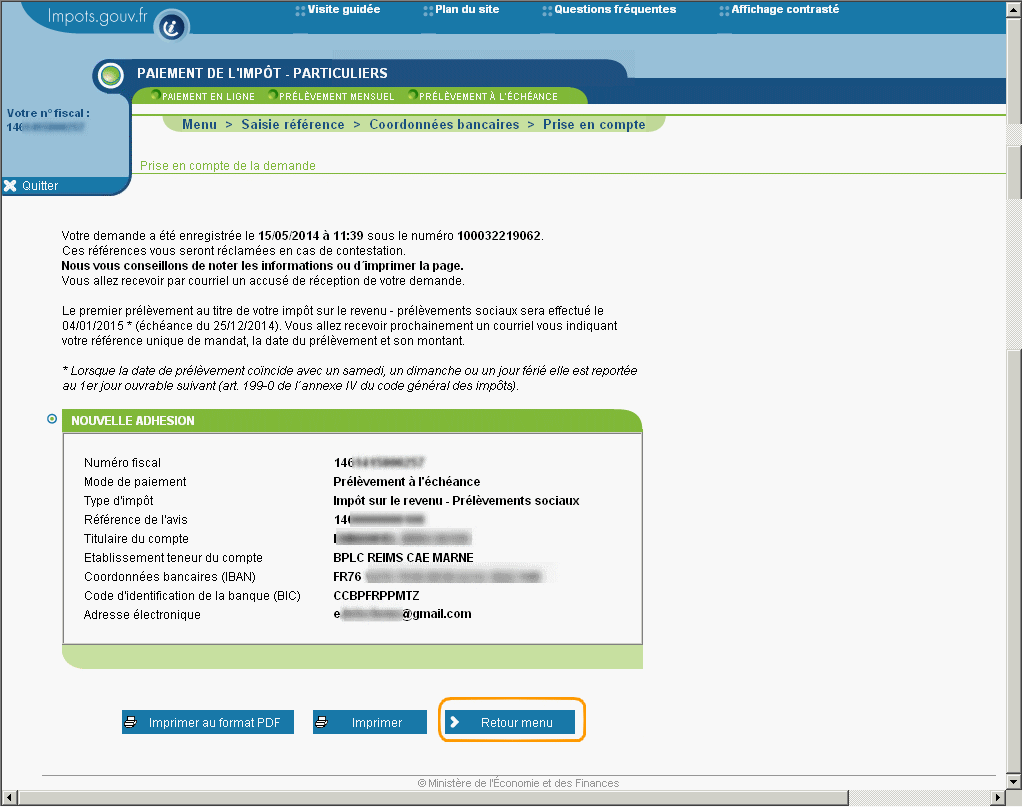 Impots.gouv.fr
Visite guidée
Plan du site
Questions fréquentes
Affichage contrasté
PAIEMENT DE L'IMPÔT - PARTICULIERS
PAIEMENT EN LIGNE
PRÉLÈVEMENT MENSUEL
PRÉLÈVEMENT À L'ÉCHÉANCE
Votre n° fiscal :
146
Menu > Saisie référence > Coordonnées bancaires > Prise en compte
Prise en compte de la demande
Quitter
Votre demande a été enregistrée le 15/05/2014 à 11:39 sous le numéro 100032219062.
Ces références vous seront réclamées en cas de contestation.
Nous vous conseillons de noter les informations ou d´imprimer la page.
Vous allez recevoir par courriel un accusé de réception de votre demande.
Le premier prélèvement au titre de votre impôt sur le revenu - prélèvements sociaux sera effectué le
04/01/2015 * (échéance du 25/12/2014). Vous allez recevoir prochainement un courriel vous indiquant
votre référence unique de mandat, la date du prélèvement et son montant.
* Lorsque la date de prélèvement coïncide avec un samedi, un dimanche ou un jour férié elle est reportée
au 1er jour ouvrable suivant (art. 199-0 de l´annexe IV du code général des impôts).
NOUVELLE ADHESION
Numéro fiscal 146
Mode de paiement Prélèvement à l'échéance
Type d'impôt Impôt sur le revenu - Prélèvements sociaux
Référence de l'avis 14
Titulaire du compte
Etablissement teneur du compte BPLC REIMS CAE MARNE
Coordonnées bancaires (IBAN) FR76
Code d'identification de la banque (BIC) CCBPFRPPMTZ
Adresse électronique e @gmail.com
Imprimer au format PDF
Imprimer
Retour menu
© Ministère de l'Économie et des Finances